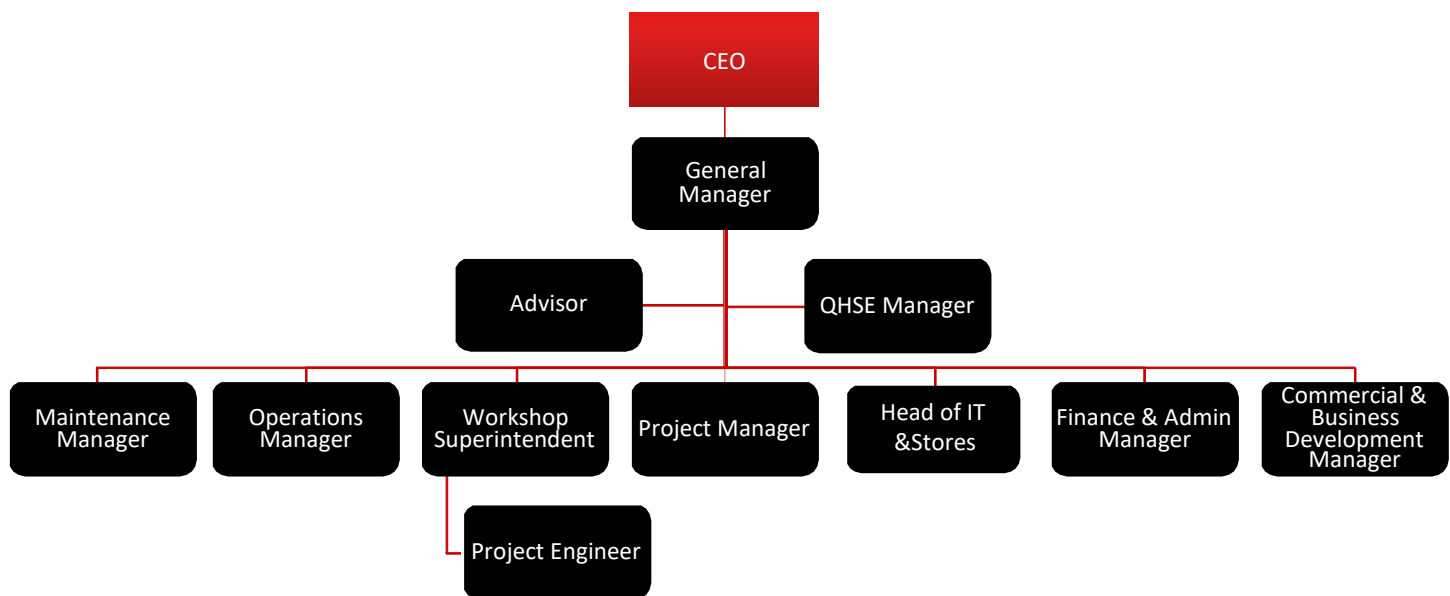 CEO
General
Manager
Advisor
QHSE Manager
Maintenance
Manager
Operations
Manager
Workshop
Superintendent
Project Manager
Head of IT
&Stores
Finance & Admin
Manager
Commercial &
Business
Development
Manager
Project Engineer